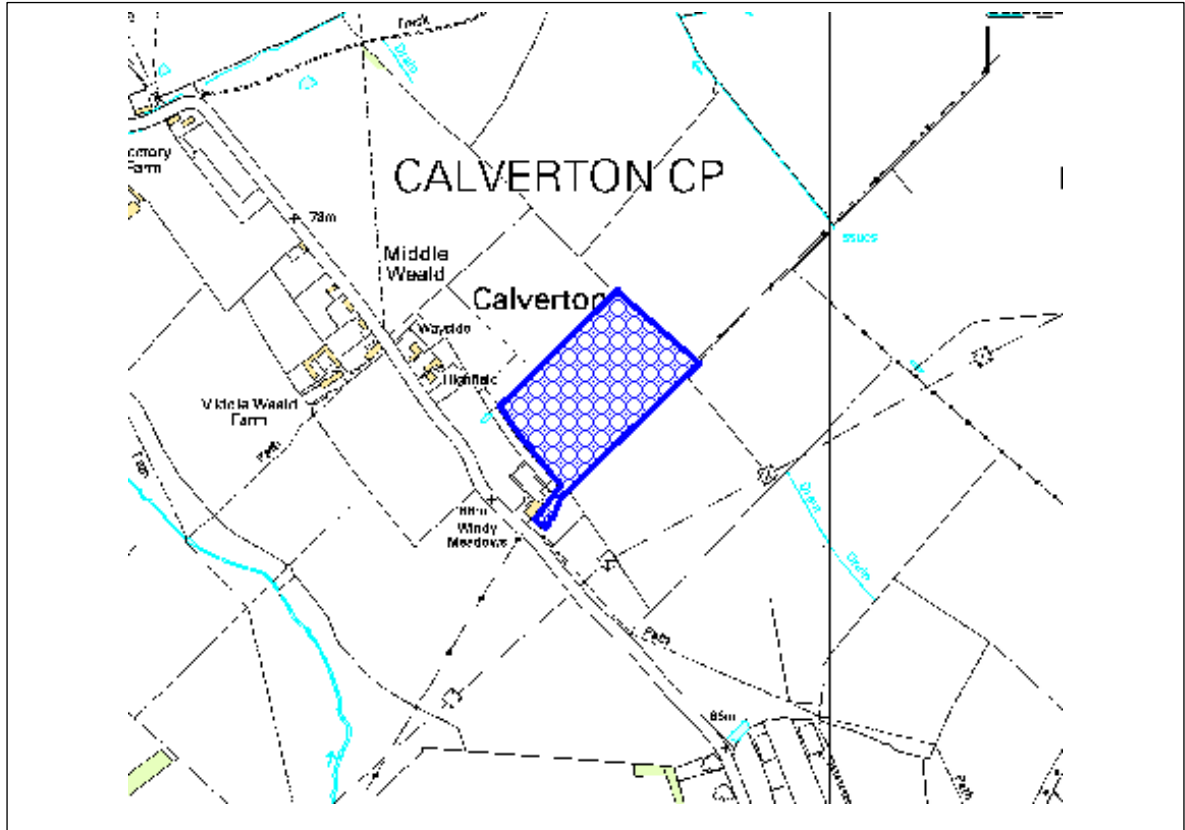 Track
Drain
Farm
CALVERTON CP
78m
Middle
Weald
Calverton
Wayside
Highfield
Middle Weald
Farm
Path
Windy
Meadows
Drain
Drain
Path
85m
Path